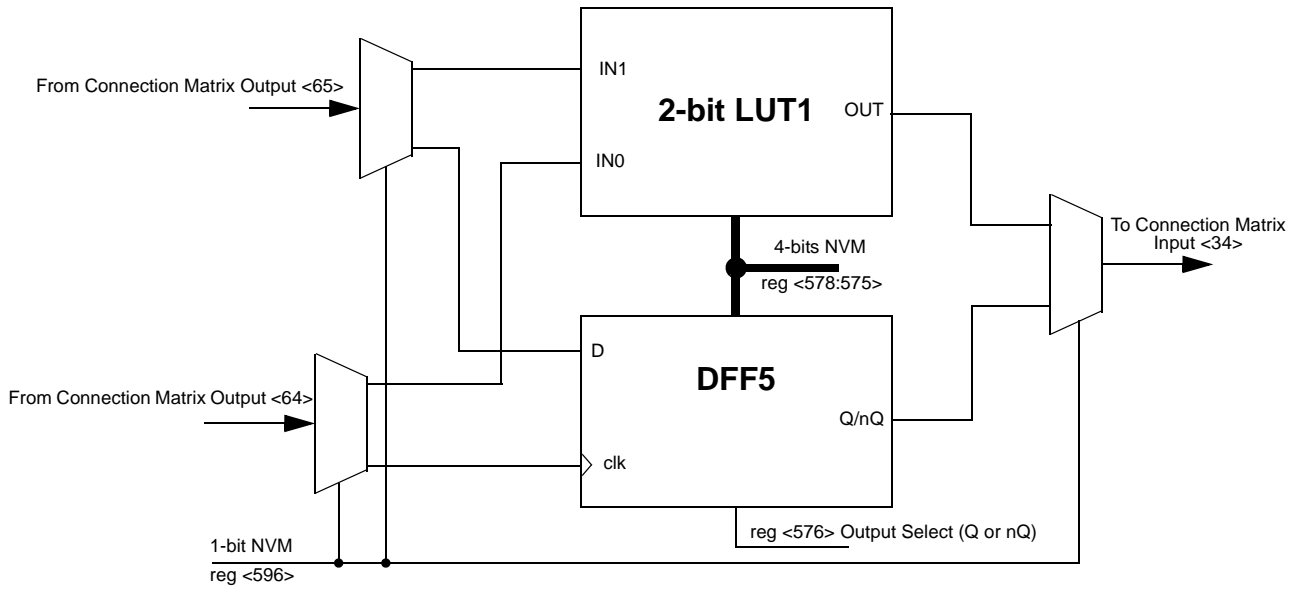 From Connection Matrix Output <65>
IN1
2-bit LUT1
OUT
IN0
To Connection Matrix
Input <34>
4-bits NVM
reg <578:575>
D
DFF5
From Connection Matrix Output <64>
Q/nQ
clk
reg <576> Output Select (Q or nQ)
1-bit NVM
reg <596>